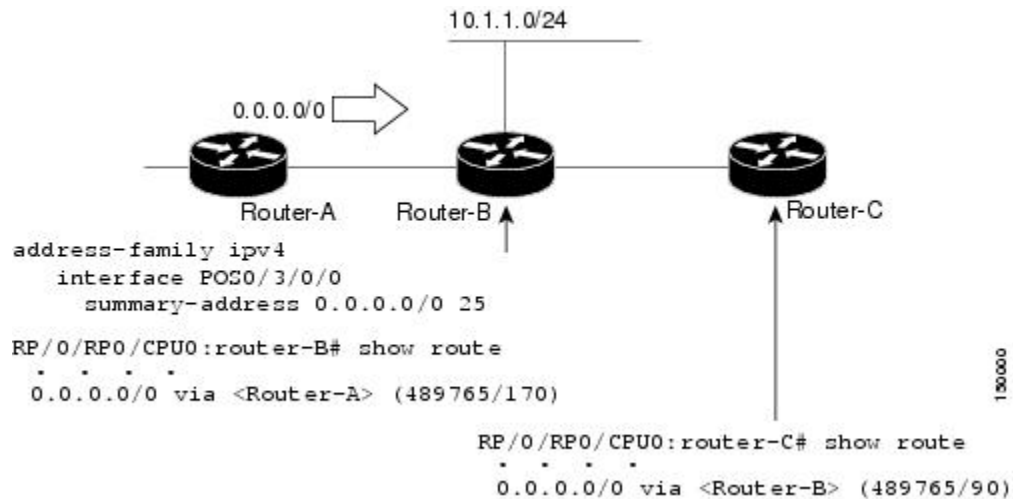 10.1.1.0/24
0.0.0.0/0
Router-A
Router-B
Router-C
address-family ipv4
interface POS0/3/0/0
summary-address 0.0.0.0/0 25
RP/0/RP0/CPU0:router-B# show route
. . . .
0.0.0.0/0 via <Router-A> (489765/170)
150000
RP/0/RP0/CPU0:router-C# show route
. . . .
0.0.0.0/0 via <Router-B> (489765/90)